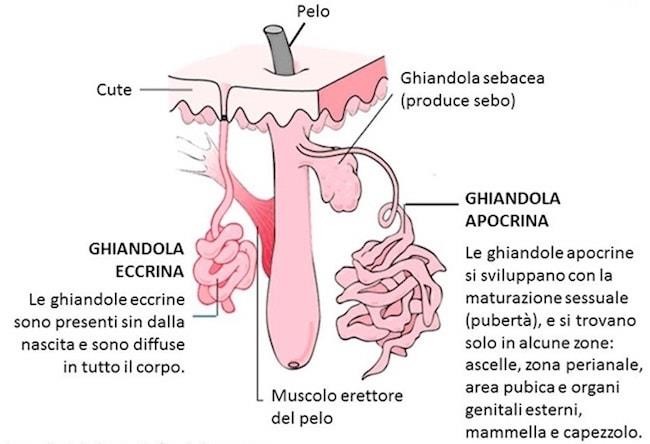 Pelo
Cute
Ghiandola sebacea
(produce sebo)
GHIANDOLA
APOCRINA
Le ghiandole apocrine
si sviluppano con la
maturazione sessuale
(pubertà), e si trovano
solo in alcune zone:
ascelle, zona perianale,
area pubica e organi
genitali esterni,
mammella e capezzolo.
GHIANDOLA
ECCRINA
Le ghiandole eccrine
sono presenti sin dalla
nascita e sono diffuse
in tutto il corpo.
Muscolo erettore
del pelo